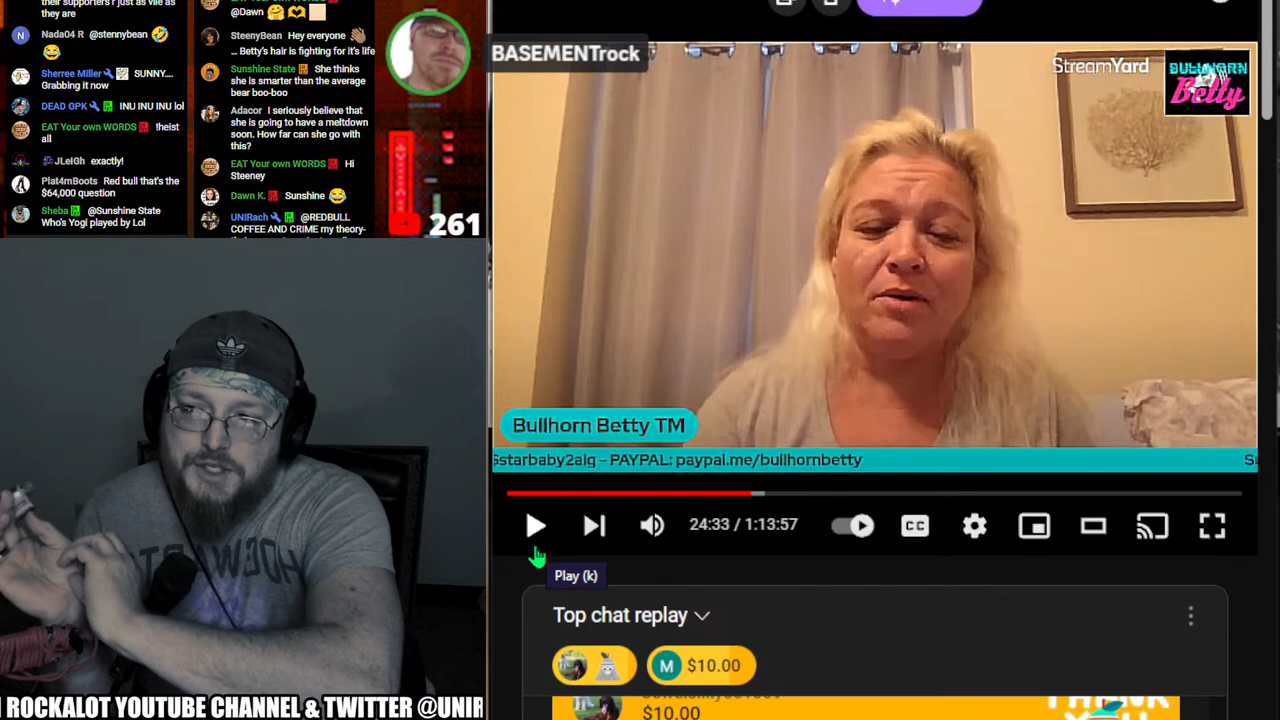 their supporters r just as vile as
they are
N Nada04 R @stennybean
Sherree Miller SUNNY....
Grabbing it now
DEAD GPK INU INU INU lol
EAT Your own WORDS !theist
all
JLeIGh exactly!
Plat4mBoots Red bull that's the
$64,000 question
Sheba @Sunshine State
Who's Yogi played by Lol
@Dawn
SteenyBean Hey everyone
... Betty's hair is fighting for it's life
Sunshine State She thinks
she is smarter than the average
bear boo-boo
Adacor I seriously believe that
she is going to have a meltdown
soon. How far can she go with
this?
EAT Your own WORDS Hi
Steeney
Dawn K. Sunshine
UNIRach @REDBULL
COFFEE AND CRIME my theory-
261
BASEMENTrock
StreamYard
BULLHORN
Betty
Bullhorn Betty TM
$starbaby2alg - PAYPAL: paypal.me/bullhornbetty
24:33 / 1:13:57
CC
Play (k)
Top chat replay
M $10.00
$10.00
HOGWARTS
ROCKALOT YOUTUBE CHANNEL & TWITTER @UNIR